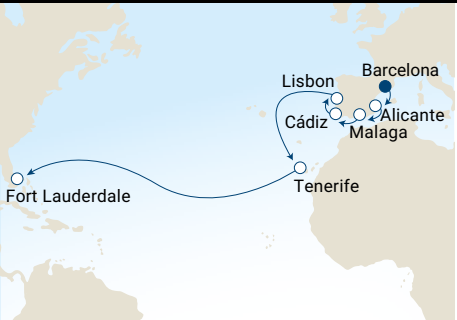 Barcelona
Lisbon
Alicante
Cádiz
Malaga
Tenerife
Fort Lauderdale